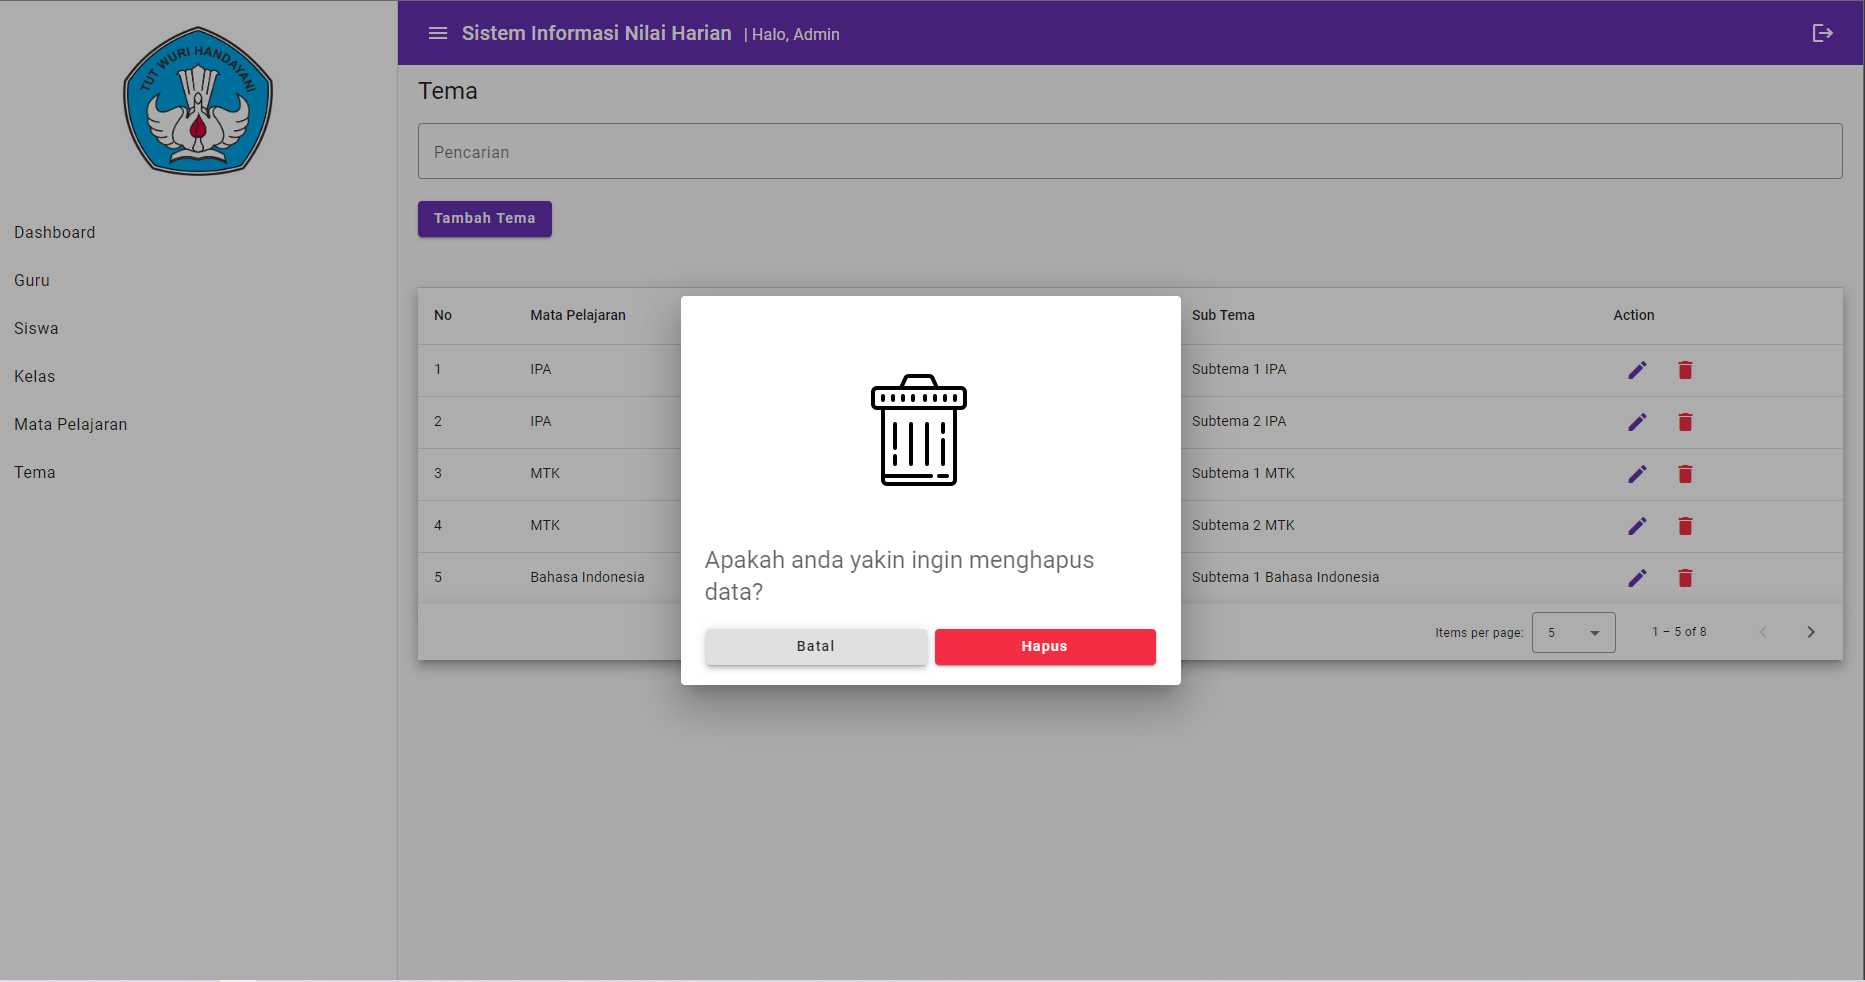 TUT WURI HANDAYANI
Sistem Informasi Nilai Harian | Halo, Admin
Dashboard
Guru
Siswa
Kelas
Mata Pelajaran
Tema
Tema
Pencarian
Tambah Tema
No Mata Pelajaran Sub Tema Action
1 IPA Subtema 1 IPA
2 IPA Subtema 2 IPA
3 MTK Subtema 1 MTK
4 MTK Subtema 2 MTK
5 Bahasa Indonesia Subtema 1 Bahasa Indonesia
Items per page: 5 1 – 5 of 8
Apakah anda yakin ingin menghapus
data?
Batal Hapus